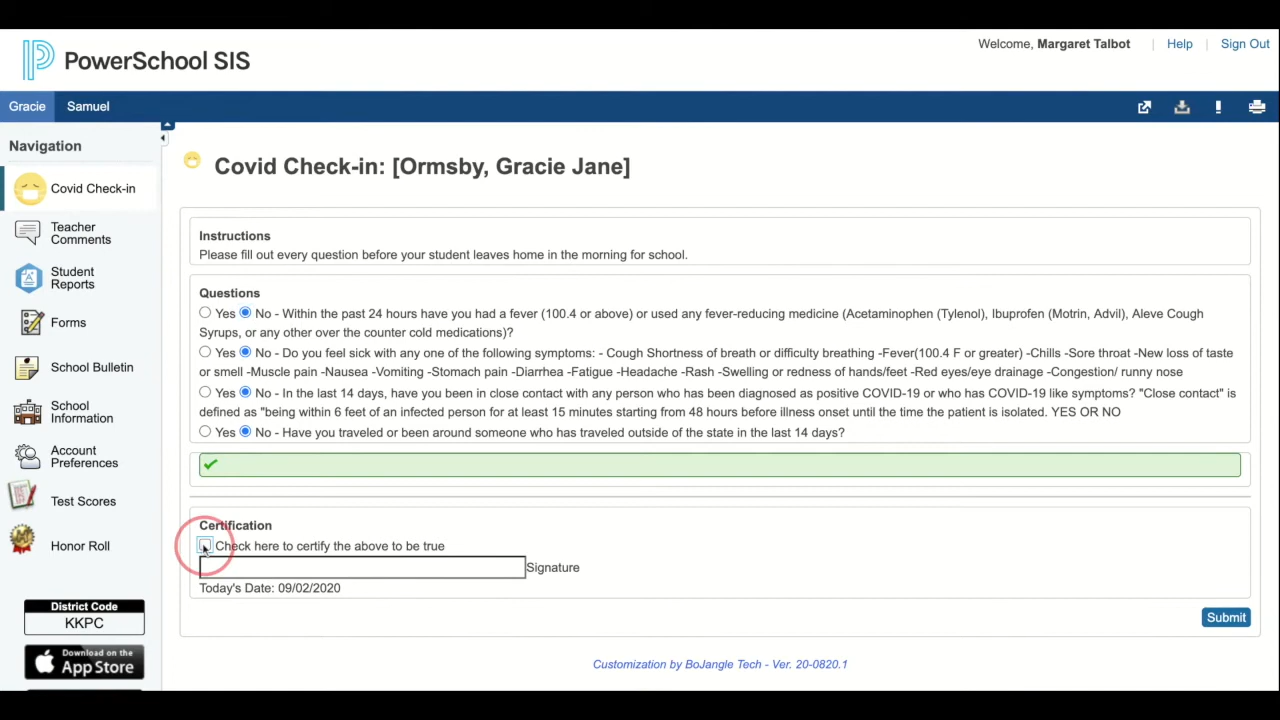 PowerSchool SIS
Welcome, Margaret Talbot | Help | Sign Out
Gracie Samuel
Navigation
Covid Check-in
Teacher
Comments
Student
Reports
Forms
School Bulletin
School
Information
Account
Preferences
Test Scores
Honor Roll
District Code
KKPC
Download on the
App Store
Covid Check-in: [Ormsby, Gracie Jane]
Instructions
Please fill out every question before your student leaves home in the morning for school.
Questions
Yes No - Within the past 24 hours have you had a fever (100.4 or above) or used any fever-reducing medicine (Acetaminophen (Tylenol), Ibuprofen (Motrin, Advil), Aleve Cough
Syrups, or any other over the counter cold medications)?
Yes No - Do you feel sick with any one of the following symptoms: - Cough Shortness of breath or difficulty breathing -Fever(100.4 F or greater) -Chills -Sore throat -New loss of taste
or smell -Muscle pain -Nausea -Vomiting -Stomach pain -Diarrhea -Fatigue -Headache -Rash -Swelling or redness of hands/feet -Red eyes/eye drainage -Congestion/ runny nose
Yes No - In the last 14 days, have you been in close contact with any person who has been diagnosed as positive COVID-19 or who has COVID-19 like symptoms? "Close contact" is
defined as "being within 6 feet of an infected person for at least 15 minutes starting from 48 hours before illness onset until the time the patient is isolated. YES OR NO
Yes No - Have you traveled or been around someone who has traveled outside of the state in the last 14 days?
Certification
Check here to certify the above to be true
Signature
Today's Date: 09/02/2020
Submit
Customization by BoJangle Tech - Ver. 20-0820.1